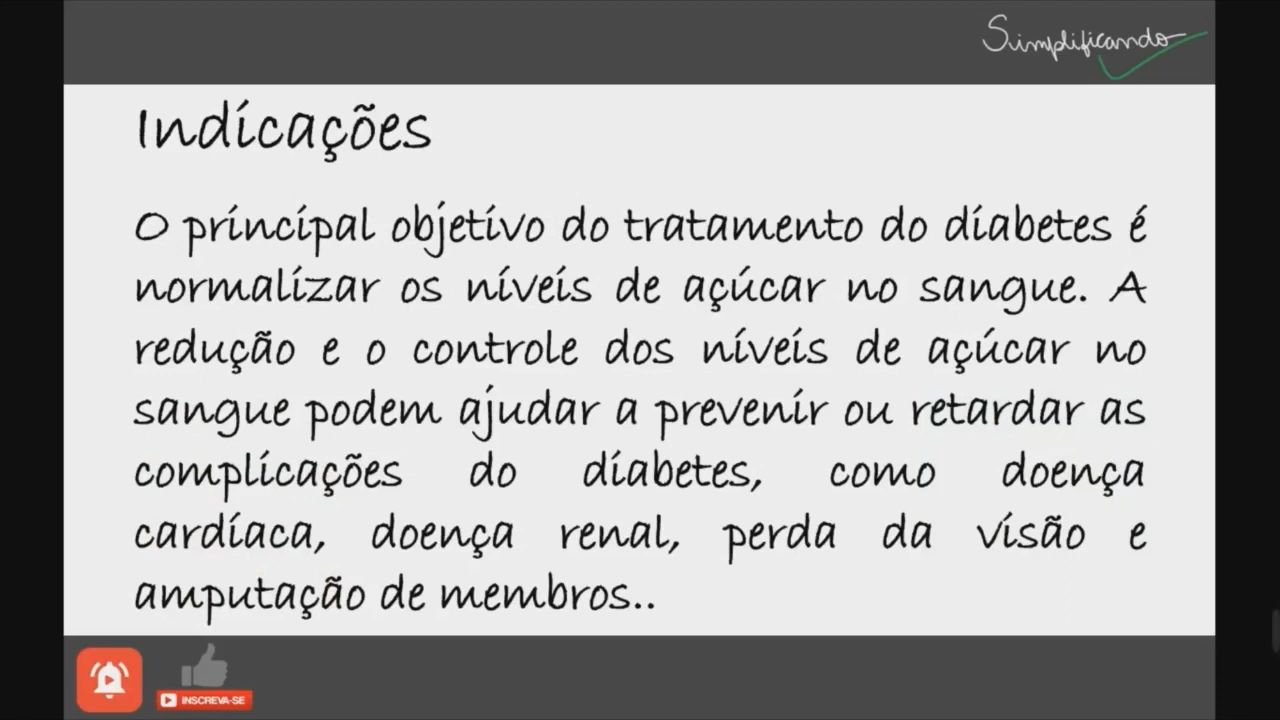 Simplificando
Indicações
O principal objetivo do tratamento do diabetes é
normalizar os níveis de açúcar no sangue. A
redução e o controle dos níveis de açúcar no
sangue podem ajudar a prevenir ou retardar as
complicações do diabetes, como doença
cardíaca, doença renal, perda da visão e
amputação de membros..
INSCREVA-SE